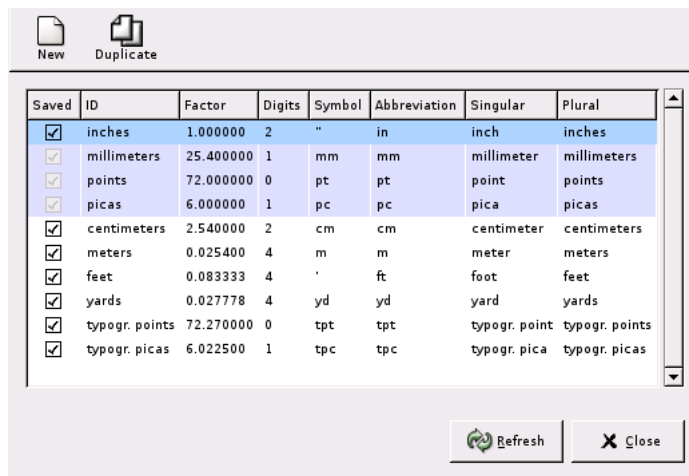 New Duplicate
Saved ID Factor Digits Symbol Abbreviation Singular Plural
inches 1.000000 2 " in inch inches
millimeters 25.400000 1 mm mm millimeter millimeters
points 72.000000 0 pt pt point points
picas 6.000000 1 pc pc pica picas
centimeters 2.540000 2 cm cm centimeter centimeters
meters 0.025400 4 m m meter meters
feet 0.083333 4 ' ft foot feet
yards 0.027778 4 yd yd yard yards
typogr. points 72.270000 0 tpt tpt typogr. point typogr. points
typogr. picas 6.022500 1 tpc tpc typogr. pica typogr. picas
Refresh Close